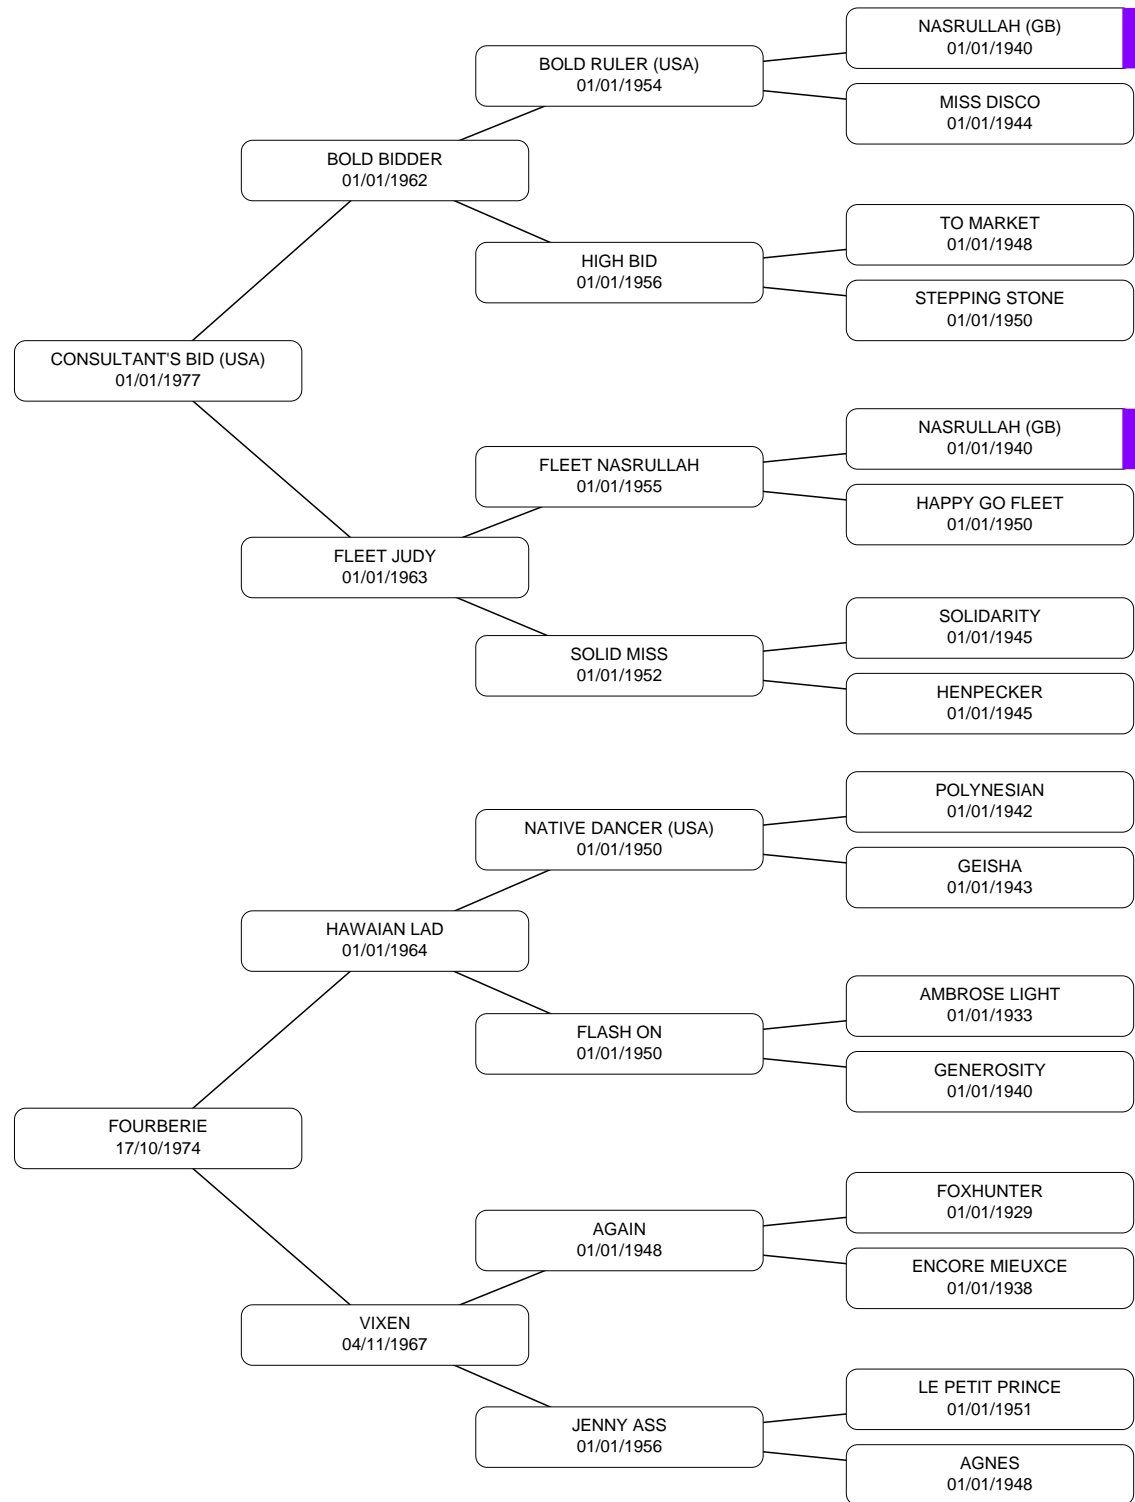 NASRULLAH (GB)
01/01/1940
BOLD RULER (USA)
01/01/1954
MISS DISCO
01/01/1944
BOLD BIDDER
01/01/1962
TO MARKET
01/01/1948
HIGH BID
01/01/1956
STEPPING STONE
01/01/1950
CONSULTANT'S BID (USA)
01/01/1977
NASRULLAH (GB)
01/01/1940
FLEET NASRULLAH
01/01/1955
HAPPY GO FLEET
01/01/1950
FLEET JUDY
01/01/1963
SOLIDARITY
01/01/1945
SOLID MISS
01/01/1952
HENPECKER
01/01/1945
POLYNESIAN
01/01/1942
NATIVE DANCER (USA)
01/01/1950
GEISHA
01/01/1943
HAWAIAN LAD
01/01/1964
AMBROSE LIGHT
01/01/1933
FLASH ON
01/01/1950
GENEROSITY
01/01/1940
FOURBERIE
17/10/1974
FOXHUNTER
01/01/1929
AGAIN
01/01/1948
ENCORE MIEUXCE
01/01/1938
VIXEN
04/11/1967
LE PETIT PRINCE
01/01/1951
JENNY ASS
01/01/1956
AGNES
01/01/1948